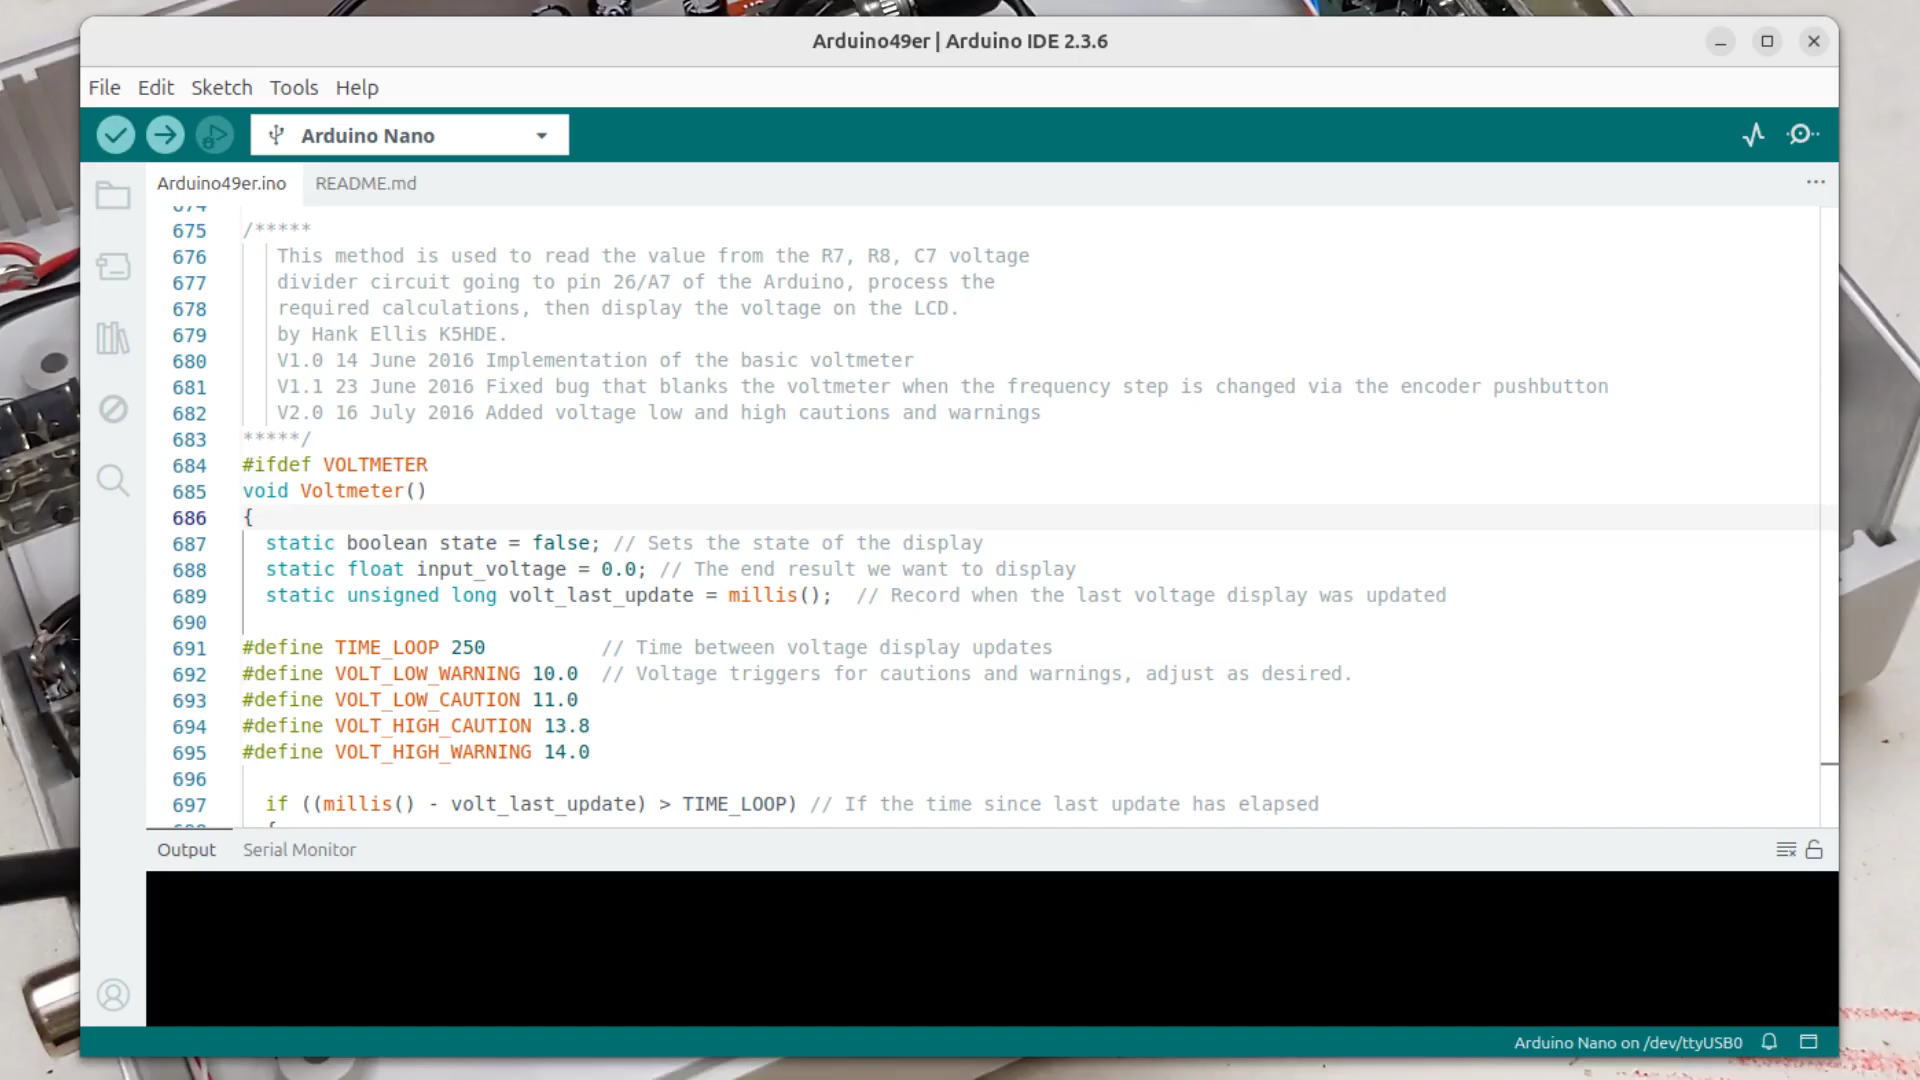 Arduino49er | Arduino IDE 2.3.6
File Edit Sketch Tools Help
Arduino Nano
Arduino49er.ino README.md
674
675 /*****
676 This method is used to read the value from the R7, R8, C7 voltage
677 divider circuit going to pin 26/A7 of the Arduino, process the
678 required calculations, then display the voltage on the LCD.
679 by Hank Ellis K5HDE.
680 V1.0 14 June 2016 Implementation of the basic voltmeter
681 V1.1 23 June 2016 Fixed bug that blanks the voltmeter when the frequency step is changed via the encoder pushbutton
682 V2.0 16 July 2016 Added voltage low and high cautions and warnings
683 *****/
684 #ifdef VOLTMETER
685 void Voltmeter()
686 {
687 static boolean state = false; // Sets the state of the display
688 static float input_voltage = 0.0; // The end result we want to display
689 static unsigned long volt_last_update = millis(); // Record when the last voltage display was updated
690
691 #define TIME_LOOP 250 // Time between voltage display updates
692 #define VOLT_LOW_WARNING 10.0 // Voltage triggers for cautions and warnings, adjust as desired.
693 #define VOLT_LOW_CAUTION 11.0
694 #define VOLT_HIGH_CAUTION 13.8
695 #define VOLT_HIGH_WARNING 14.0
696
697 if ((millis() - volt_last_update) > TIME_LOOP) // If the time since last update has elapsed
698 {
Output Serial Monitor
Arduino Nano on /dev/ttyUSB0